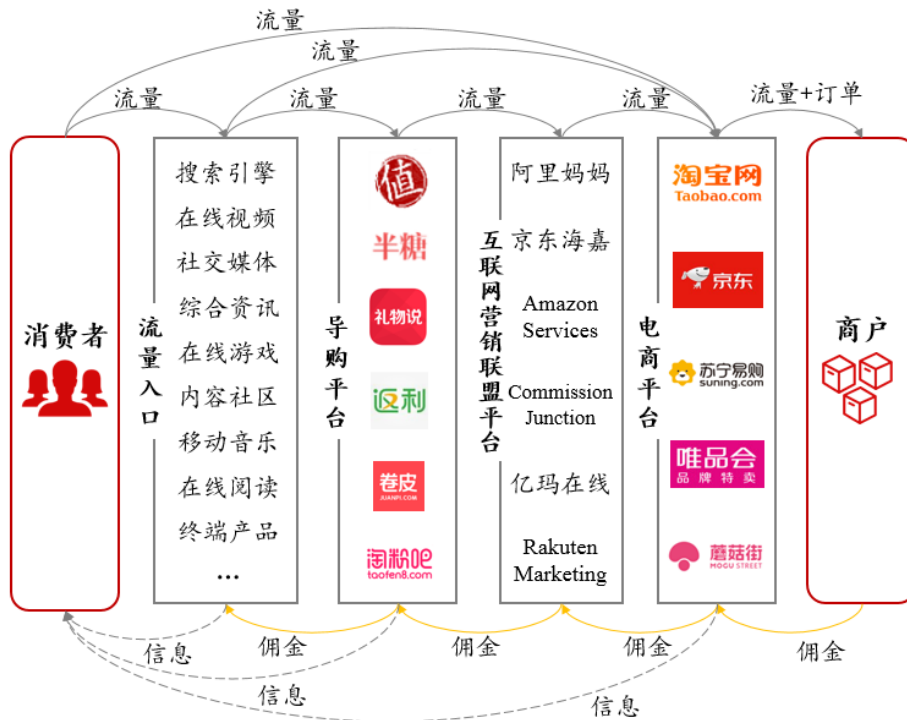 流量
流量
流量
流量
流量
流量
流量+订单
消费者
流量入口
搜索引擎
在线视频
社交媒体
综合资讯
在线游戏
内容社区
移动音乐
在线阅读
终端产品
...
导购平台
值
半糖
礼物说
返利
卷皮
JUANPI.COM
淘粉吧
taofen8.com
互联网营销联盟平台
阿里妈妈
京东海嘉
Amazon
Services
Commission
Junction
亿玛在线
Rakuten
Marketing
电商平台
淘宝网
Taobao.com
京东
苏宁易购
suning.com
唯品会
品牌特卖
蘑菇街
MOGU STREET
商户
信息
佣金
佣金
佣金
佣金
信息
信息